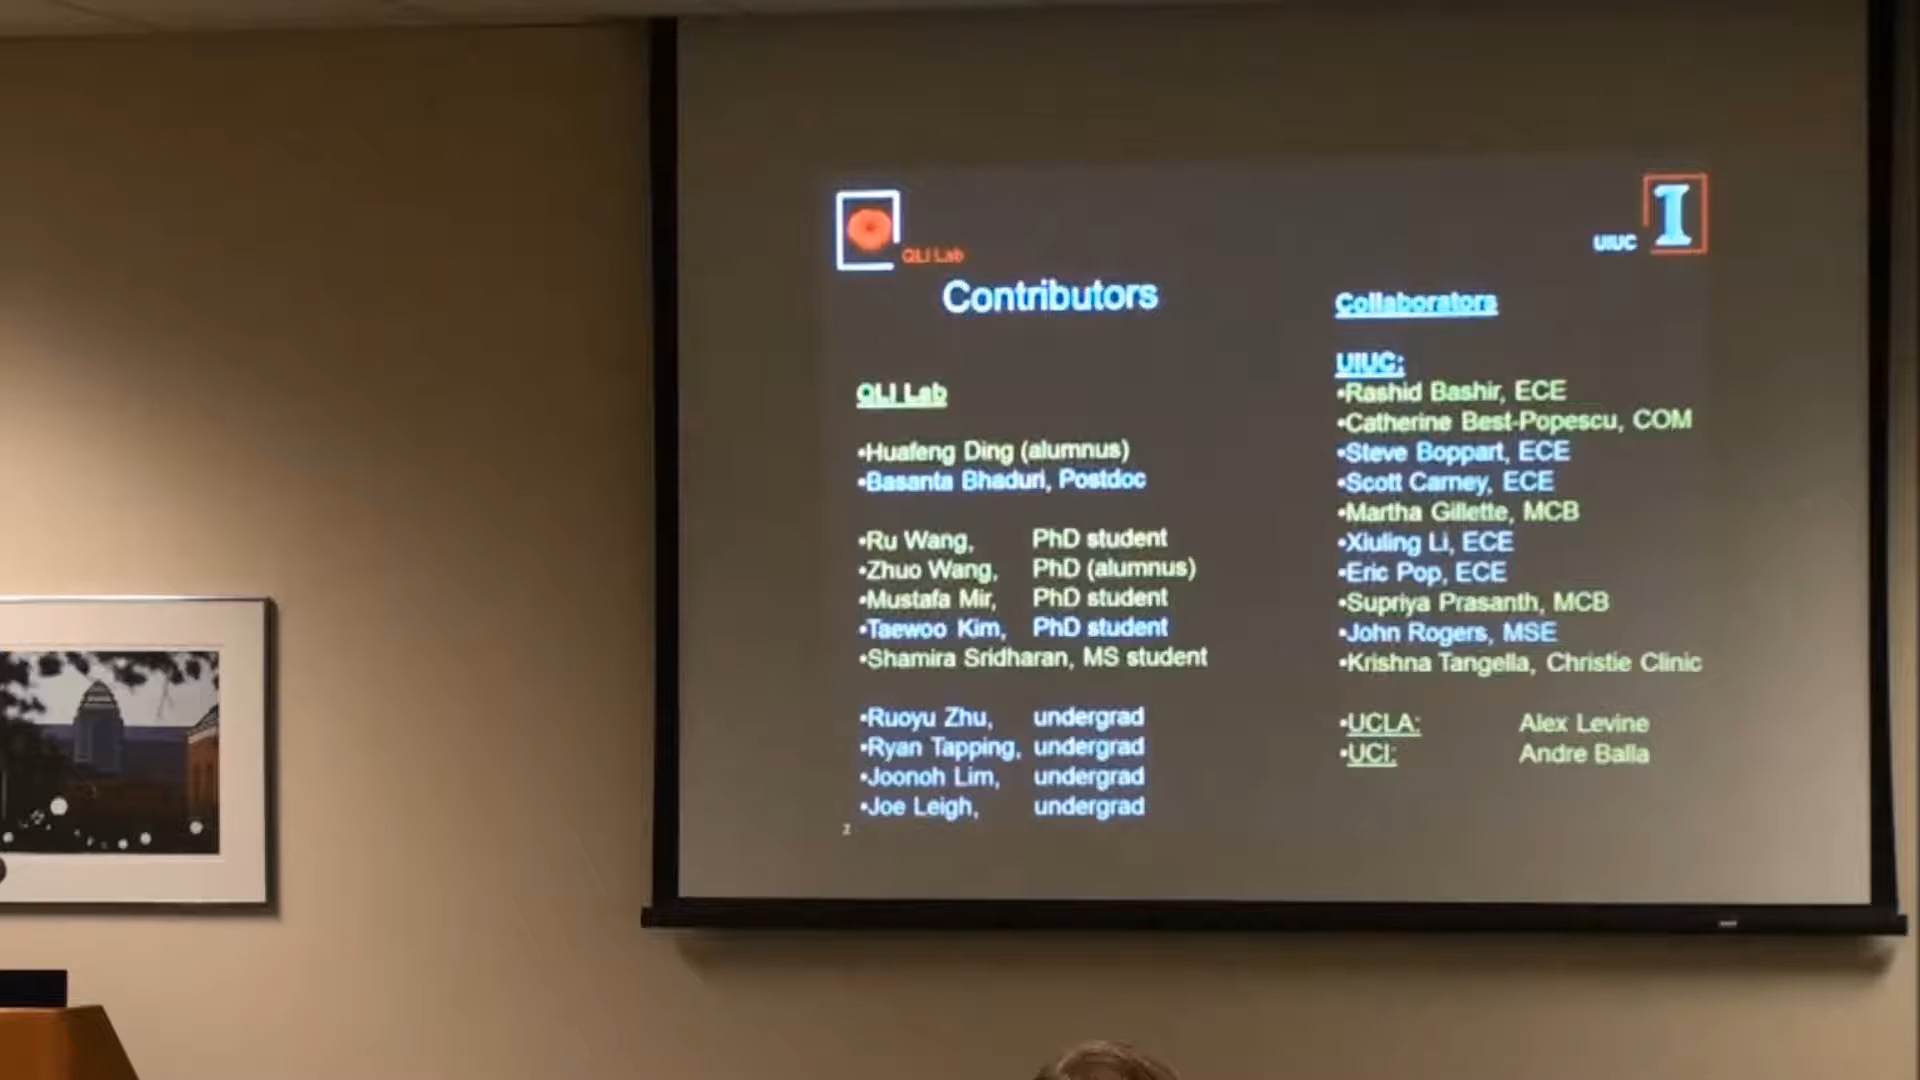 QLI Lab
UIUC
I
Contributors
QLI Lab
•Huafeng Ding (alumnus)
•Basanta Bhaduri, Postdoc
•Ru Wang, PhD student
•Zhuo Wang, PhD (alumnus)
•Mustafa Mir, PhD student
•Taewoo Kim, PhD student
•Shamira Sridharan, MS student
•Ruoyu Zhu, undergrad
•Ryan Tapping, undergrad
•Joonoh Lim, undergrad
•Joe Leigh, undergrad
2
Collaborators
UIUC:
•Rashid Bashir, ECE
•Catherine Best-Popescu, COM
•Steve Boppart, ECE
•Scott Carney, ECE
•Martha Gillette, MCB
•Xiuling Li, ECE
•Eric Pop, ECE
•Supriya Prasanth, MCB
•John Rogers, MSE
•Krishna Tangella, Christie Clinic
•UCLA: Alex Levine
•UCI: Andre Balla